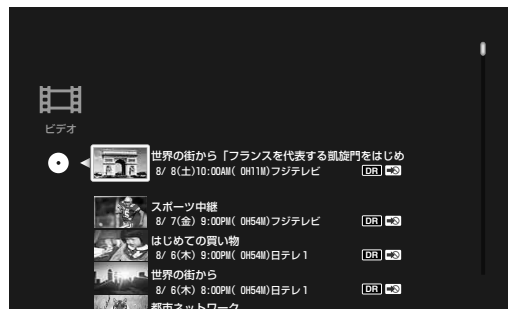 ビデオ
世界の街から「フランスを代表する凱旋門をはじめ
8/ 8(土)10:00AM( 0H11M)フジテレビ DR
スポーツ中継
8/ 7(金) 9:00PM( 0H54M)フジテレビ DR
はじめての買い物
8/ 6(木) 9:00PM( 0H54M)日テレ1 DR
世界の街から
8/ 6(木) 8:00PM( 0H54M)日テレ1 DR
都市ネットワーク